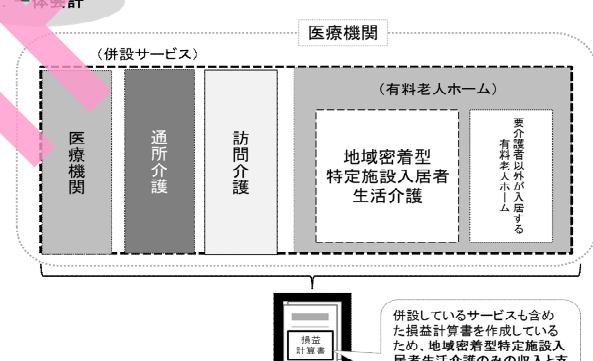 一体会計
医療機関
（併設サービス）
医療機関
通所介護
訪問介護
（有料老人ホーム）
地域密着型
特定施設入居者
生活介護
要介護者以外が入居する
有料老人ホーム
損益
計算書
併設しているサービスも含め
た損益計算書を作成している
ため、地域密着型特定施設入
居者生活介護のみの収入と支